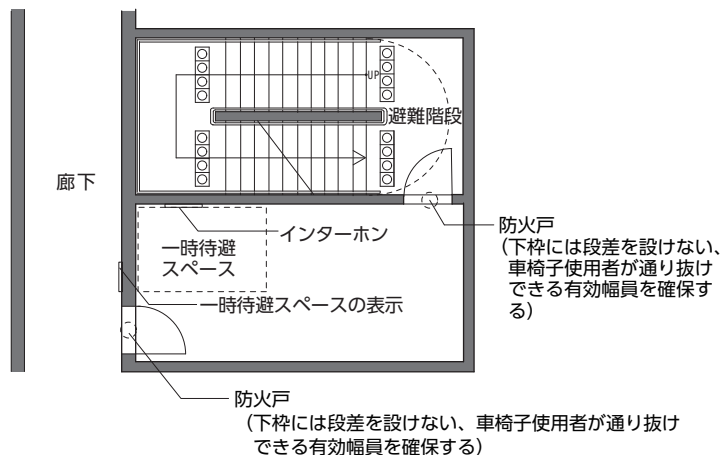 UP
避難階段
廊下
インターホン
一時待避
スペース
一時待避スペースの表示
防火戸
（下枠には段差を設けない、
車椅子使用者が通り抜け
できる有効幅員を確保す
る）
防火戸
（下枠には段差を設けない、車椅子使用者が通り抜け
できる有効幅員を確保する）